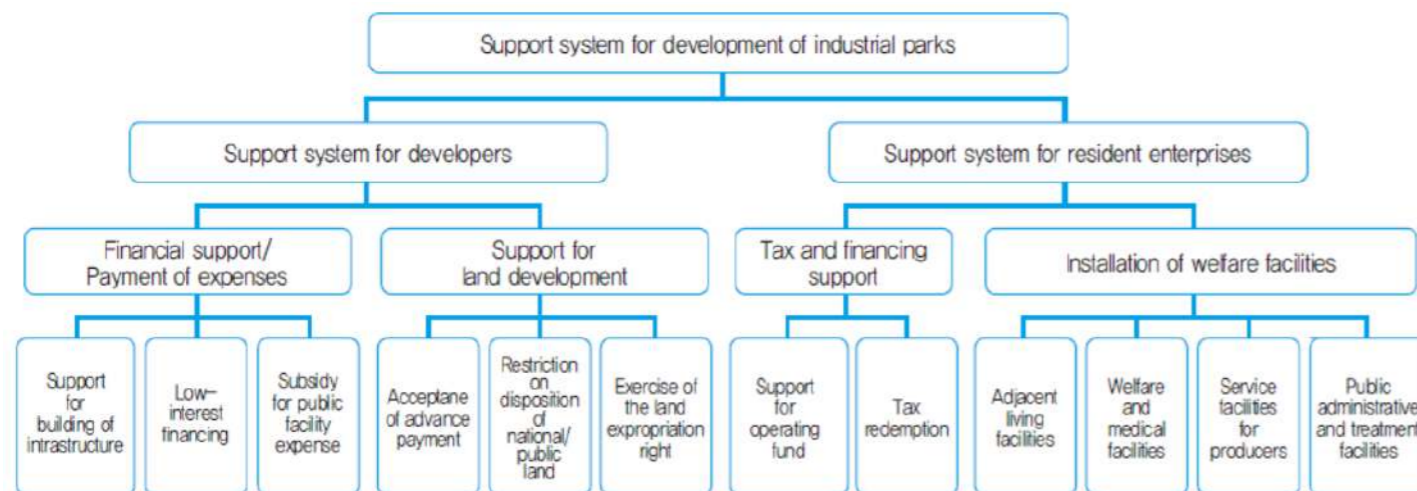 Support system for development of industrial parks
Support system for developers
Support system for resident enterprises
Financial support/
Payment of expenses
Support for
land development
Tax and financing
support
Installation of welfare facilities
Support
for
building of
intrastructure
Low-
interest
financing
Subsidy
for public
facility
expense
Acceptane
of advance
payment
Restriction
on
disposition
of
national/
public
land
Exercise of
the land
expropriation
right
Support
for
operating
fund
Tax
redemption
Adjacent
living
facilities
Welfare
and
medical
facilities
Service
facilities
for
producers
Public
administrative
and treatment
facilities